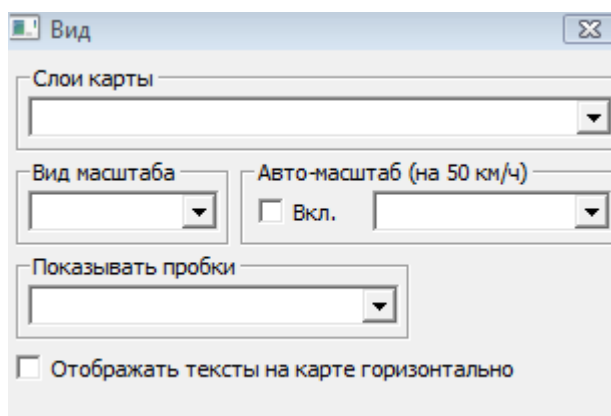 Вид
Слои карты
Вид масштаба
Авто-масштаб (на 50 км/ч)
Вкл.
Показывать пробки
Отображать тексты на карте горизонтально